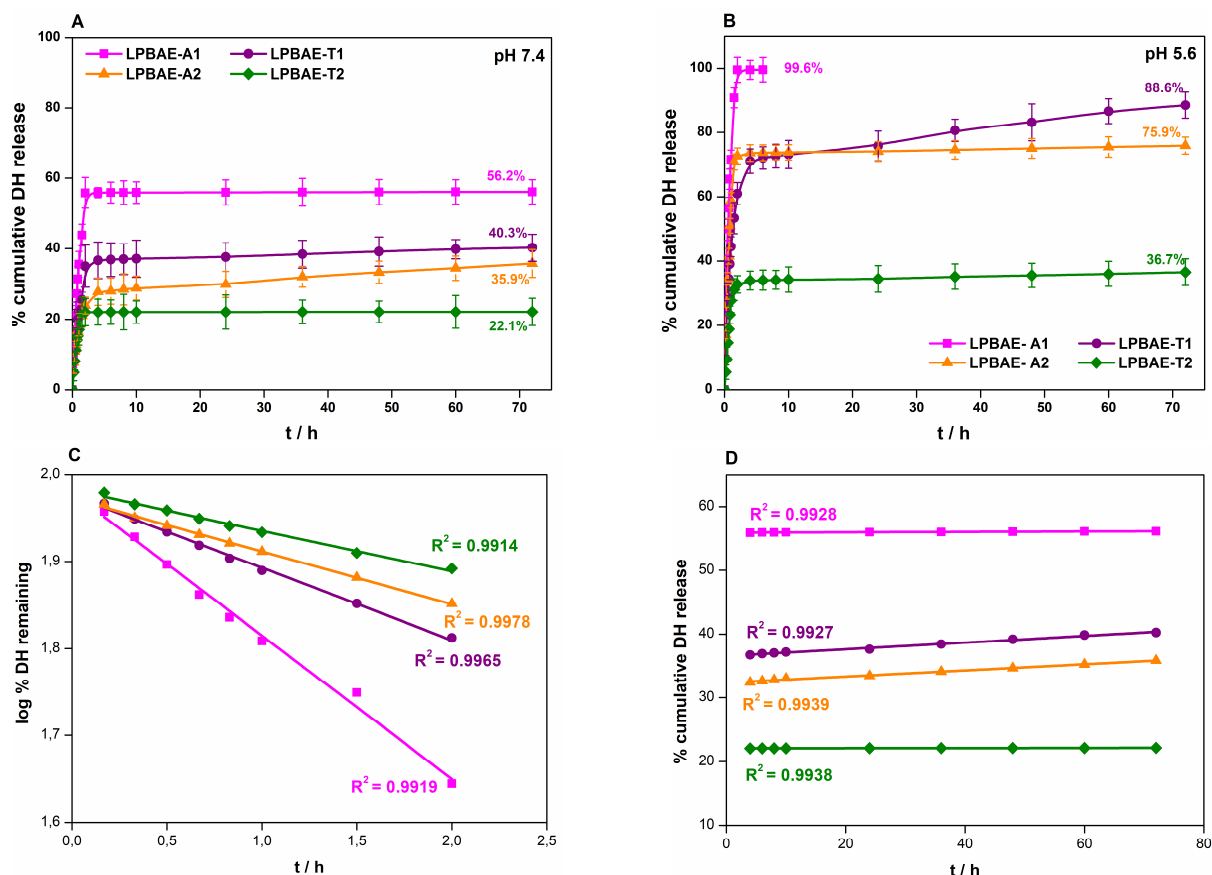 A
100
80
60
40
20
0
0
10
20
30
40
50
60
70
% cumulative DH release
t / h
LPBAE-A1
LPBAE-T1
LPBAE-A2
LPBAE-T2
pH 7.4
56.2%
40.3%
35.9%
22.1%
B
100
80
60
40
20
0
0
10
20
30
40
50
60
70
% cumulative DH release
t / h
pH 5.6
99.6%
88.6%
75.9%
36.7%
LPBAE- A1
LPBAE-T1
LPBAE- A2
LPBAE-T2
C
2,0
1,9
1,8
1,7
1,6
0,0
0,5
1,0
1,5
2,0
2,5
log % DH remaining
t / h
R² = 0.9914
R² = 0.9978
R² = 0.9965
R² = 0.9919
D
60
50
40
30
20
10
0
20
40
60
80
% cumulative DH release
t / h
R² = 0.9928
R² = 0.9927
R² = 0.9939
R² = 0.9938